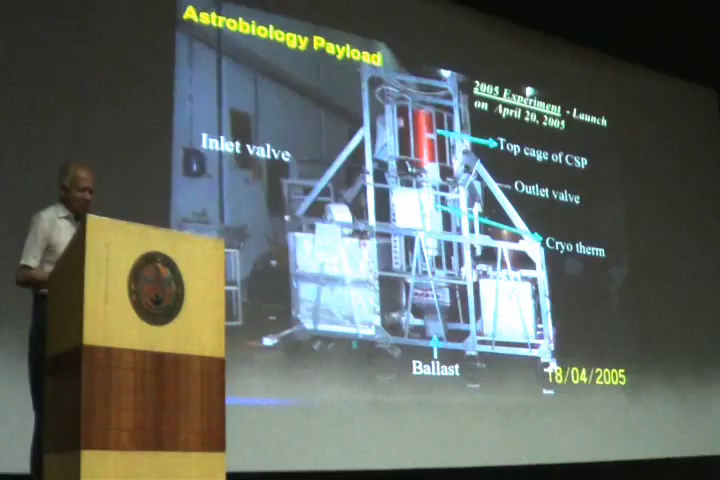 Astrobiology Payload
2005 Experiment - Launch
on April 20, 2005
Inlet valve
Top cage of CSP
Outlet valve
Cryo therm
Ballast
18/04/2005